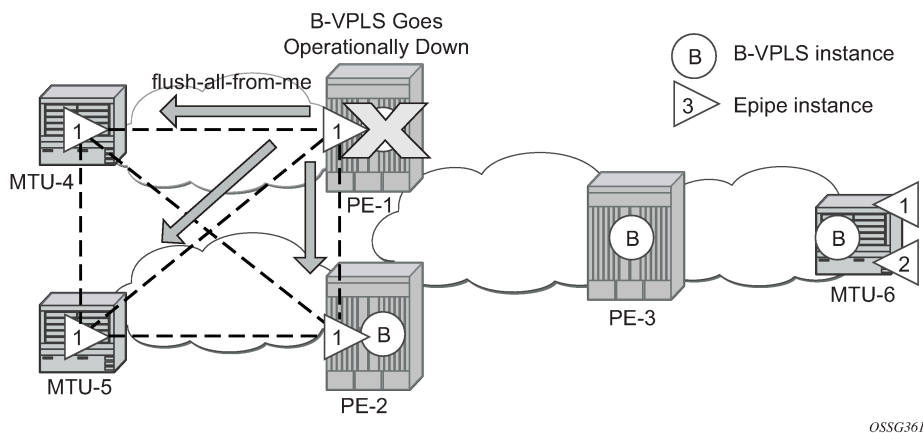 B-VPLS Goes
Operationally Down
flush-all-from-me
B
B-VPLS instance
3
Epipe instance
1
1
MTU-4
PE-1
B
B
1
2
MTU-6
PE-3
1
1
B
MTU-5
PE-2
OSSG361